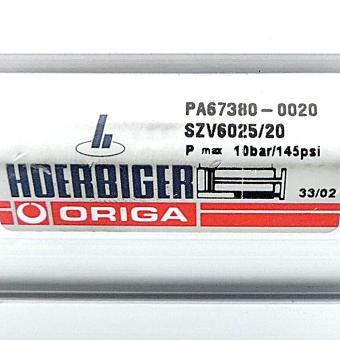 PA67380-0020
SZV6025/20
P max 10bar/145psi
HOERBIGER
33/02
ORIGA